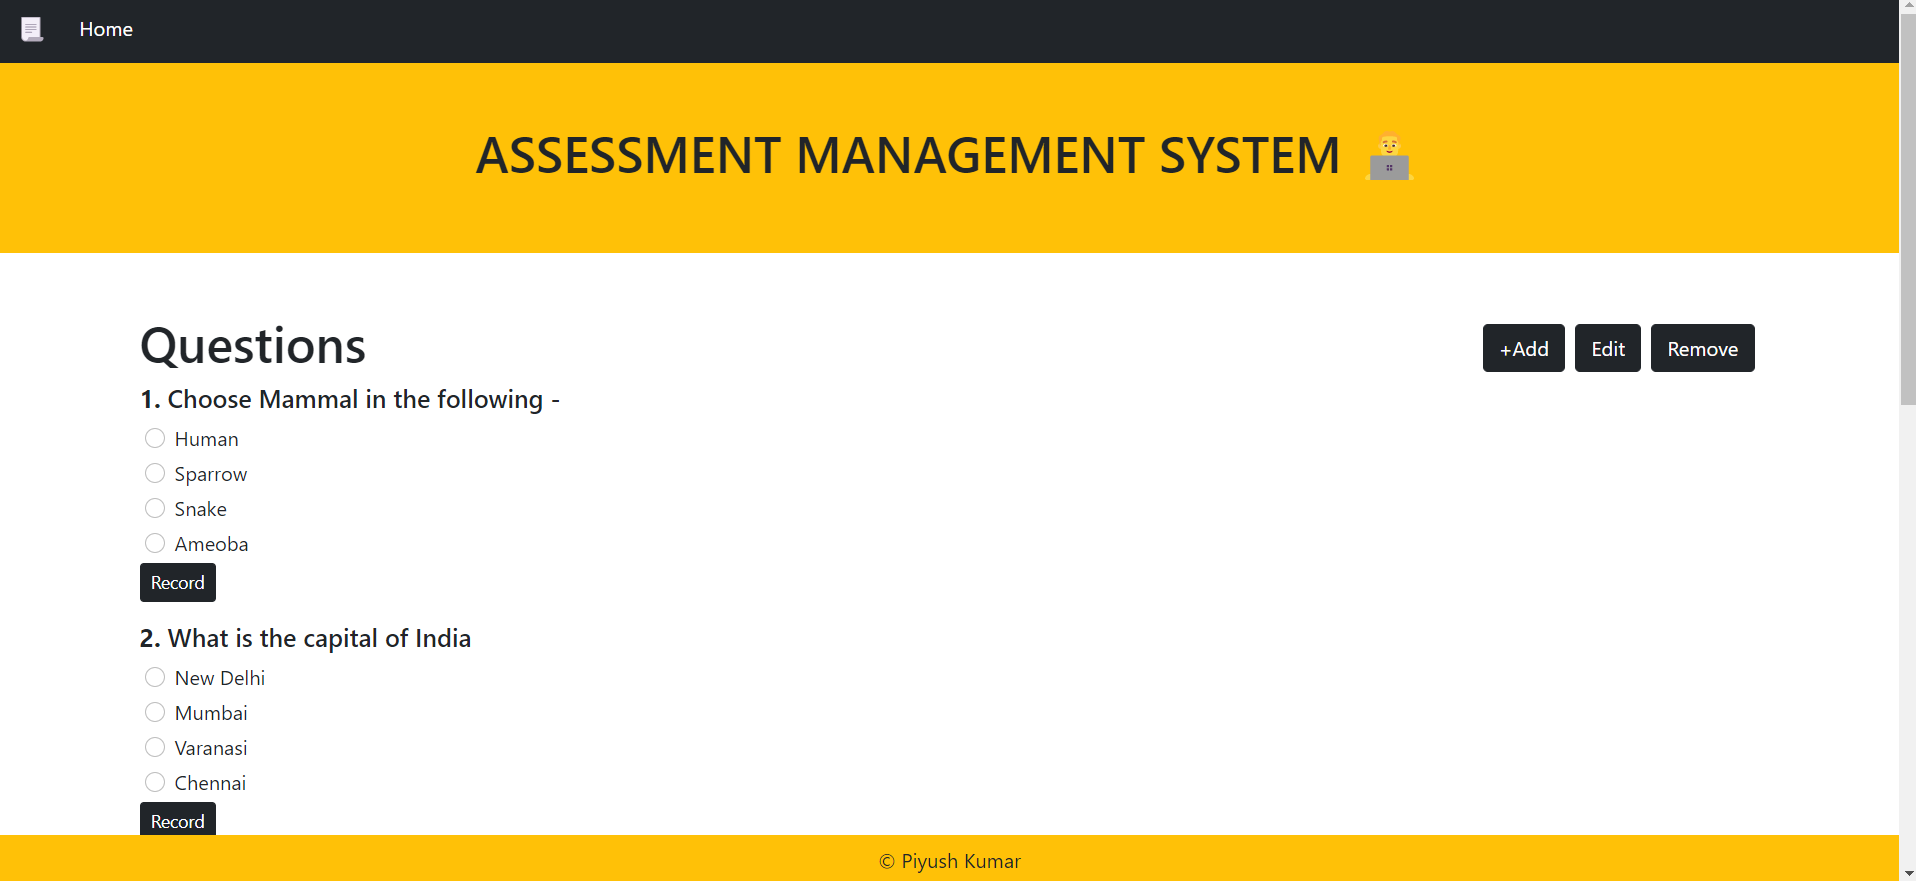 Home
ASSESSMENT MANAGEMENT SYSTEM
Questions
+Add
Edit
Remove
1. Choose Mammal in the following -
Human
Sparrow
Snake
Ameoba
Record
2. What is the capital of India
New Delhi
Mumbai
Varanasi
Chennai
Record
© Piyush Kumar